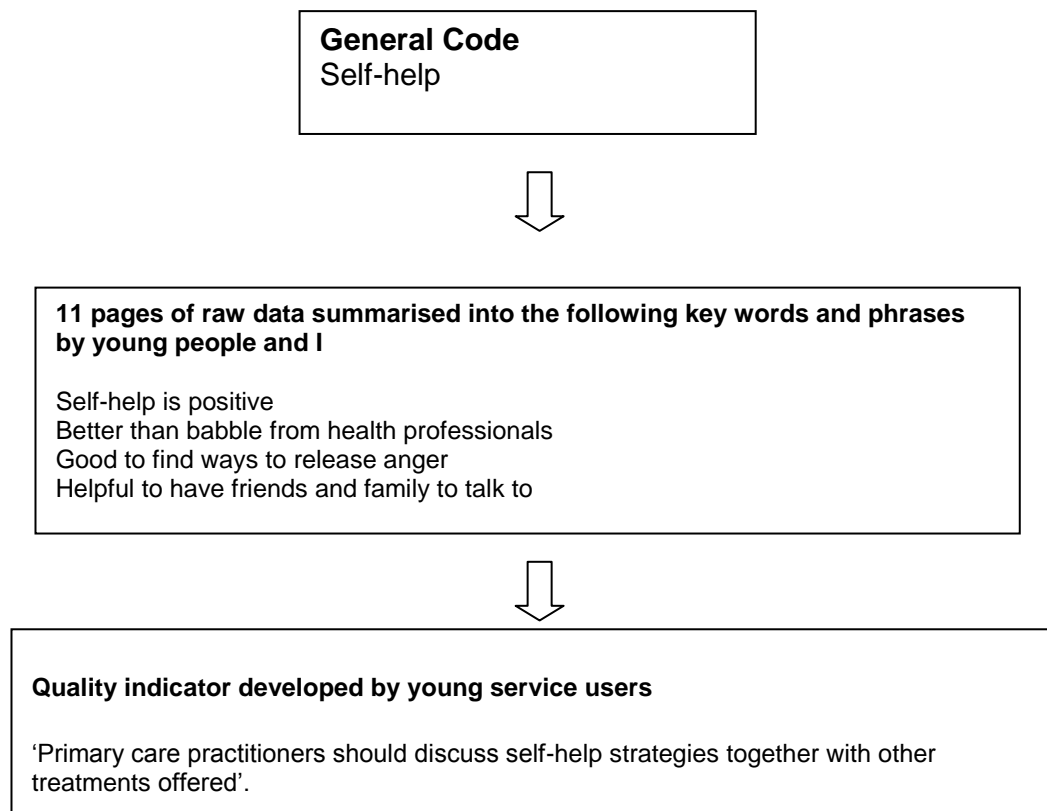 General Code
Self-help
11 pages of raw data summarised into the following key words and phrases
by young people and I
Self-help is positive
Better than babble from health professionals
Good to find ways to release anger
Helpful to have friends and family to talk to
Quality indicator developed by young service users
‘Primary care practitioners should discuss self-help strategies together with other
treatments offered’.